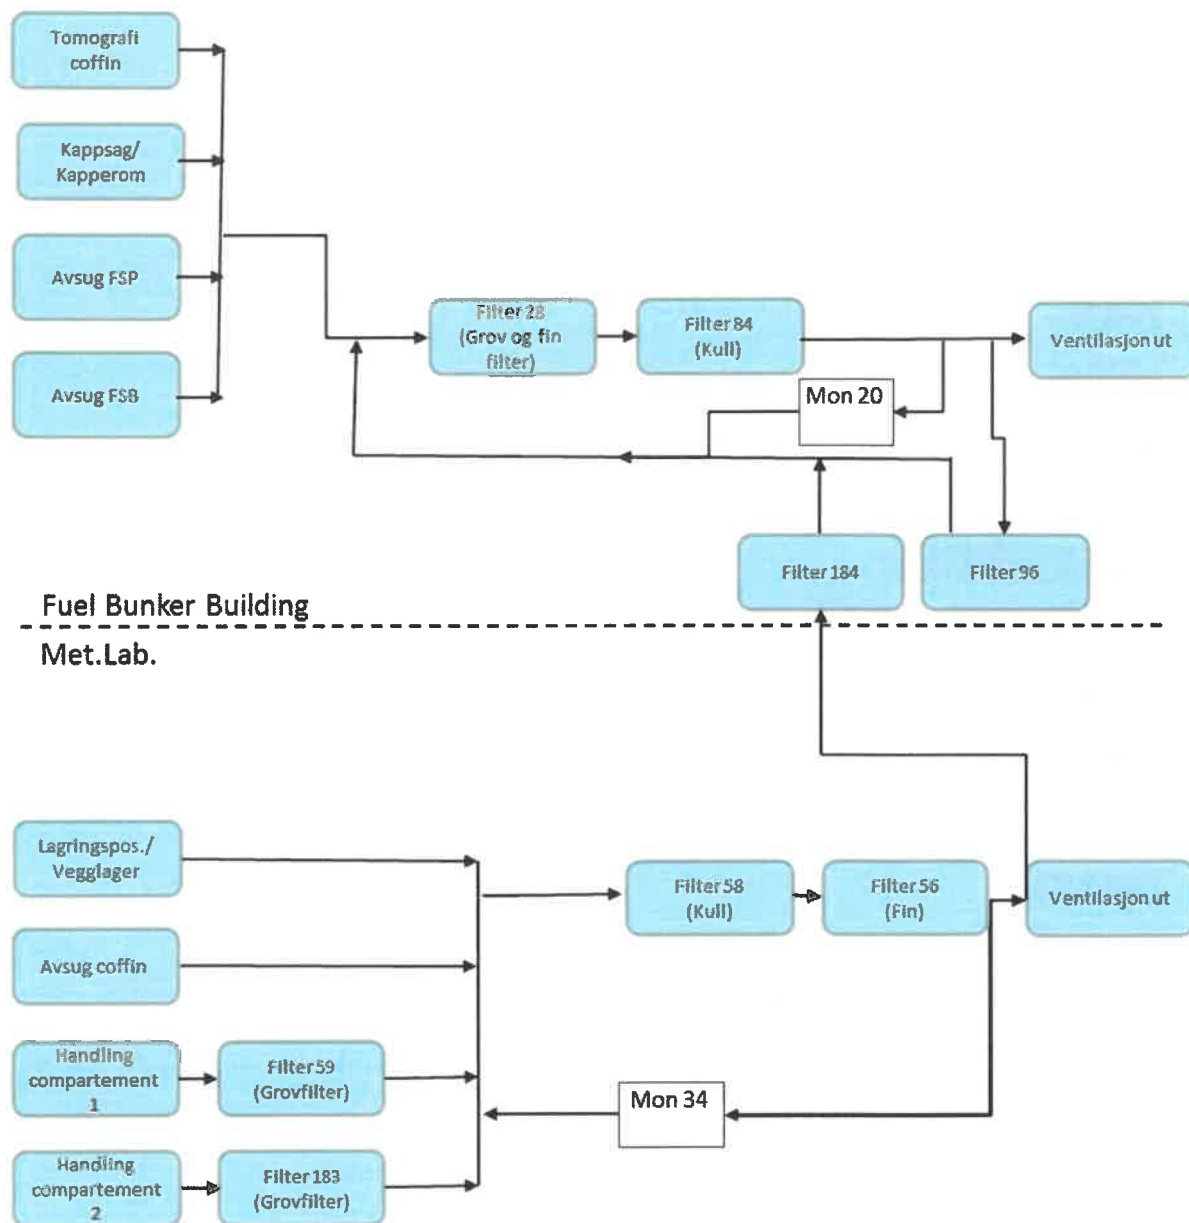 Tomografi
coffin
Kappsag/
Kapperom
Avsug FSP
Avsug FSB
Filter 28
(Grov og fin
filter)
Filter 84
(Kull)
Ventilasjon ut
Mon 20
Filter 184
Filter 96
Fuel Bunker Building
Met.Lab.
Lagringspos./
Vegglager
Avsug coffin
Handling
compartement
1
Filter 59
(Grovfilter)
Handling
compartement
2
Filter 183
(Grovfilter)
Filter 58
(Kull)
Filter 56
(Fin)
Ventilasjon ut
Mon 34